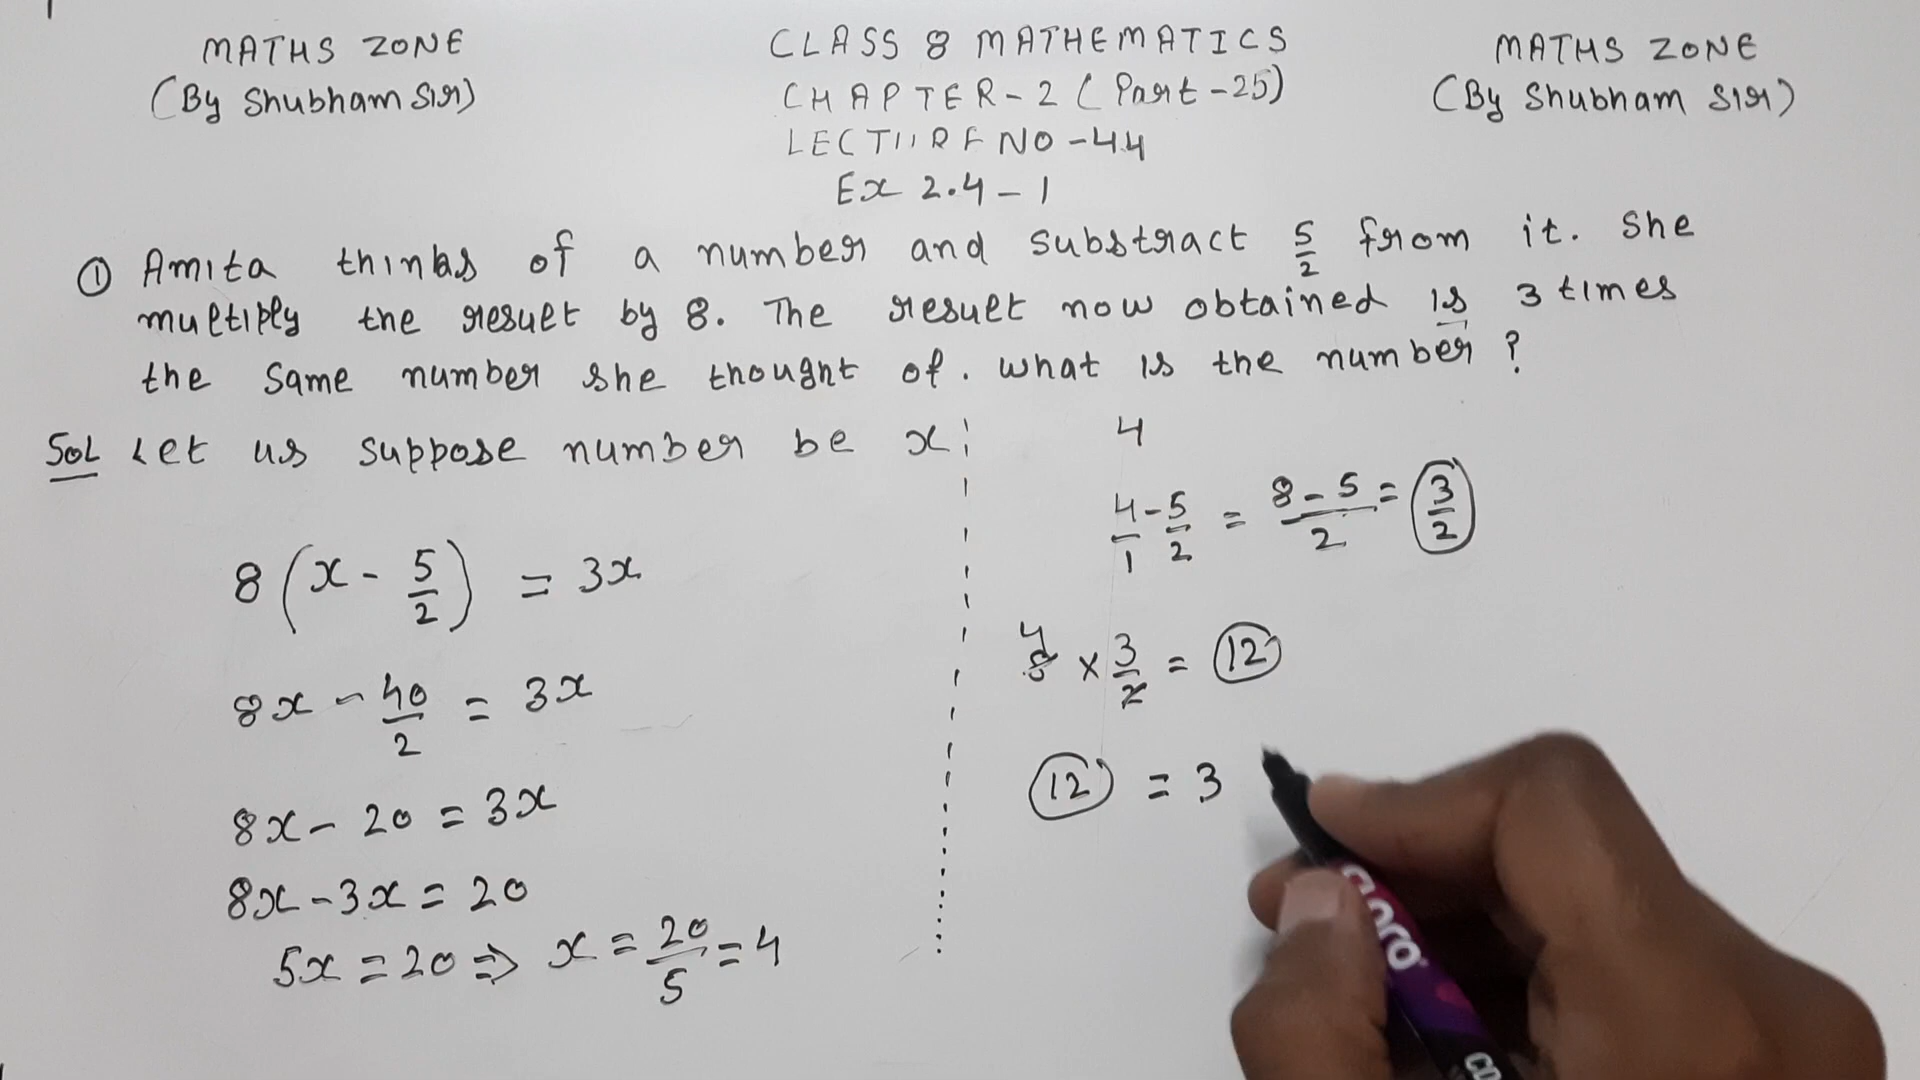 MATHS ZONE
(By Shubham Sir)
CLASS 8 MATHEMATICS
CHAPTER-2 (Part-25)
LECTURE NO-44
Ex 2.4-1
MATHS ZONE
(By Shubham Sir)
① Amita thinks of a number and substract 5/2 from it. She
multiply the result by 8. The result now obtained is 3 times
the same number she thought of. what is the number?
Sol Let us suppose number be x
8(x - 5/2) = 3x
8x - 40/2 = 3x
8x - 20 = 3x
8x - 3x = 20
5x = 20 ⇒ x = 20/5 = 4
4
4/1 - 5/2 = 8-5/2 = 3/2
4
8 × 3/2 = 12
12 = 3